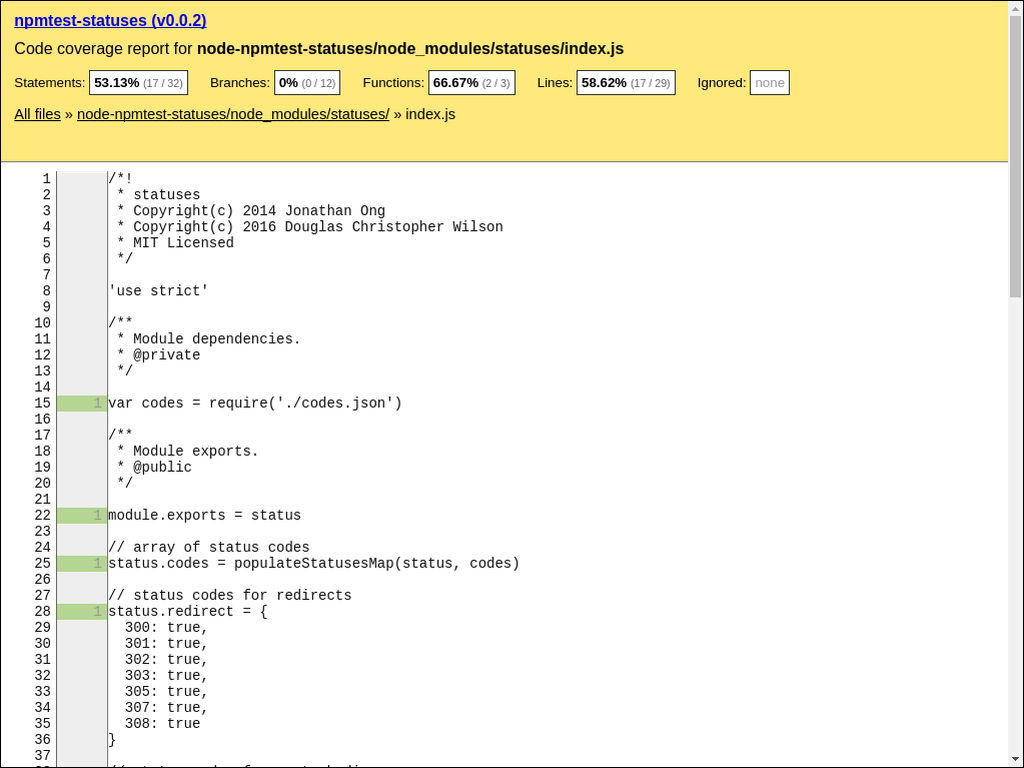 npmtest-statuses (v0.0.2)
Code coverage report for node-npmtest-statuses/node_modules/statuses/index.js
Statements: 53.13% (17 / 32) Branches: 0% (0 / 12) Functions: 66.67% (2 / 3) Lines: 58.62% (17 / 29) Ignored: none
All files » node-npmtest-statuses/node_modules/statuses/ » index.js
1 /*!
2  * statuses
3  * Copyright(c) 2014 Jonathan Ong
4  * Copyright(c) 2016 Douglas Christopher Wilson
5  * MIT Licensed
6  */
7
8 'use strict'
9
10 /**
11  * Module dependencies.
12  * @private
13  */
14
15 1 var codes = require('./codes.json')
16
17 /**
18  * Module exports.
19  * @public
20  */
21
22 1 module.exports = status
23
24 // array of status codes
25 1 status.codes = populateStatusesMap(status, codes)
26
27 // status codes for redirects
28 1 status.redirect = {
29   300: true,
30   301: true,
31   302: true,
32   303: true,
33   305: true,
34   307: true,
35   308: true
36 }
37